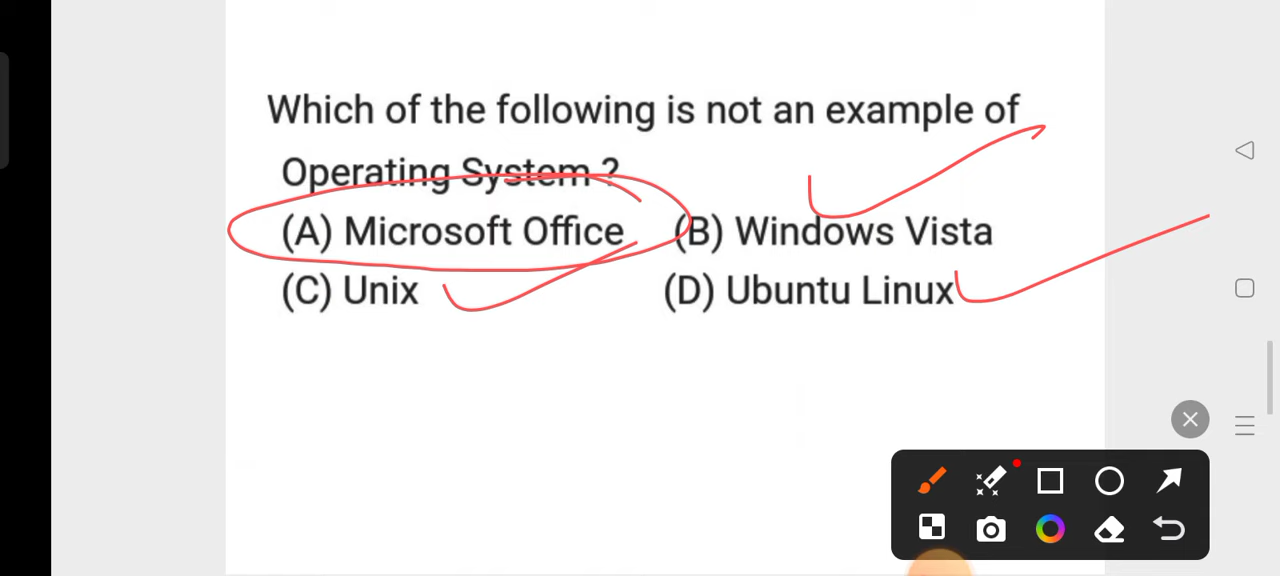 Which of the following is not an example of
Operating System ?
(A) Microsoft Office (B) Windows Vista
(C) Unix (D) Ubuntu Linux